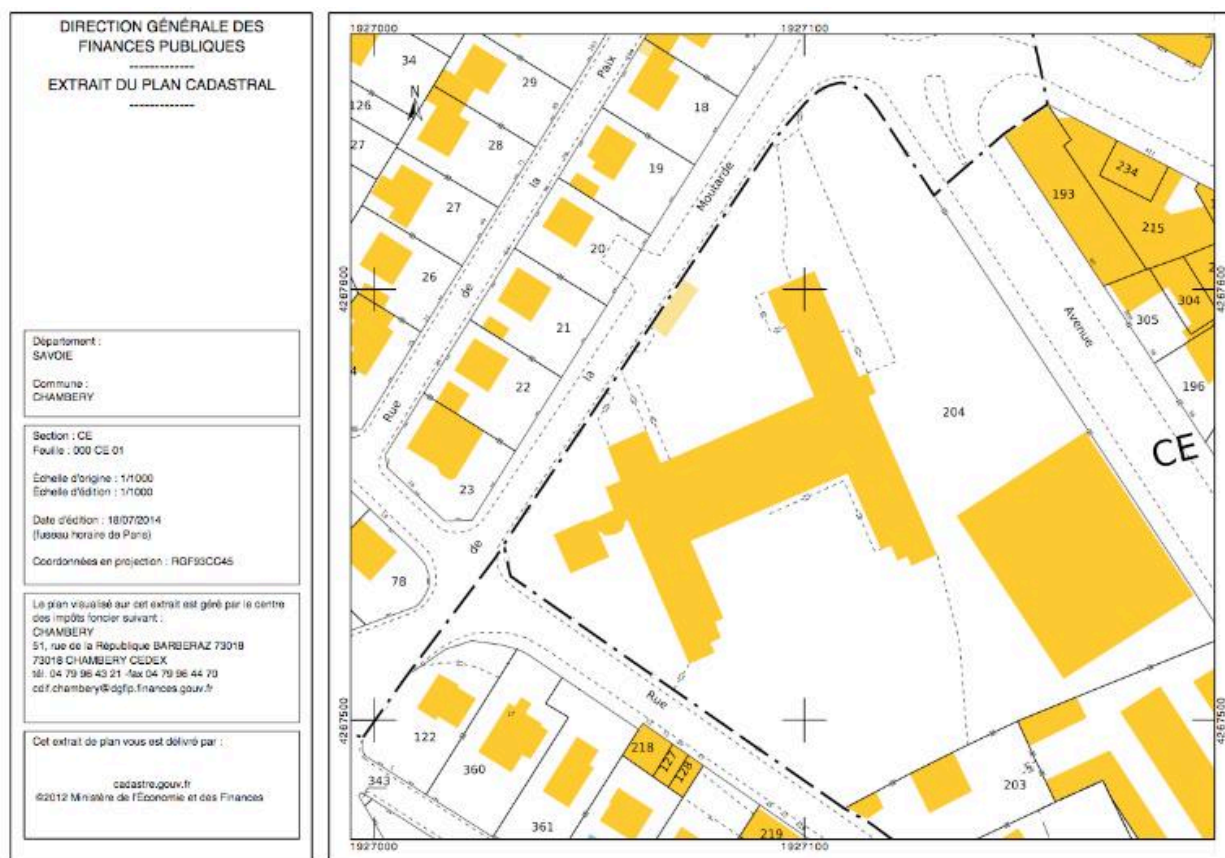 DIRECTION GÉNÉRALE DES
FINANCES PUBLIQUES
-------------
EXTRAIT DU PLAN CADASTRAL
-------------
Département :
SAVOIE
Commune :
CHAMBERY
Section : CE
Feuille : 000 CE 01
Échelle d'origine : 1/1000
Échelle d'édition : 1/1000
Date d'édition : 18/07/2014
(fuseau horaire de Paris)
Coordonnées en projection : RGF93CC45
Le plan visualisé sur cet extrait est géré par le centre
des impôts foncier suivant :
CHAMBERY
51, rue de la République BARBERAZ 73018
73018 CHAMBERY CEDEX
tél. 04 79 96 43 21 -fax 04 79 96 44 70
cdif.chambery@dgfip.finances.gouv.fr
Cet extrait de plan vous est délivré par :
cadastre.gouv.fr
©2012 Ministère de l'Économie et des Finances
1927000
1927100
34
29
Paix
126
N
18
28
27
la
19
234
193
Moutarde
27
215
20
26
de
4267600
4267600
304
21
305
Avenue
la
22
196
Rue
204
CE
23
de
78
Rue
4267500
4267500
122
218
127
128
360
343
203
361
219
1927000
1927100